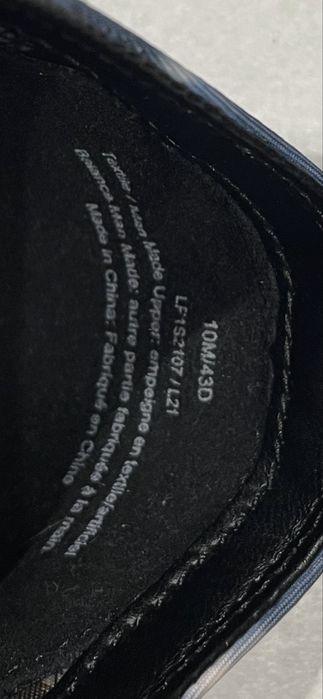 10M/43D
LF1S2107 / L21
Textile / Man Made Upper: empeigne en textile/artificial
Balance Man Made: autre partie fabriquée à la main
Made in China: Fabriqué en Chine